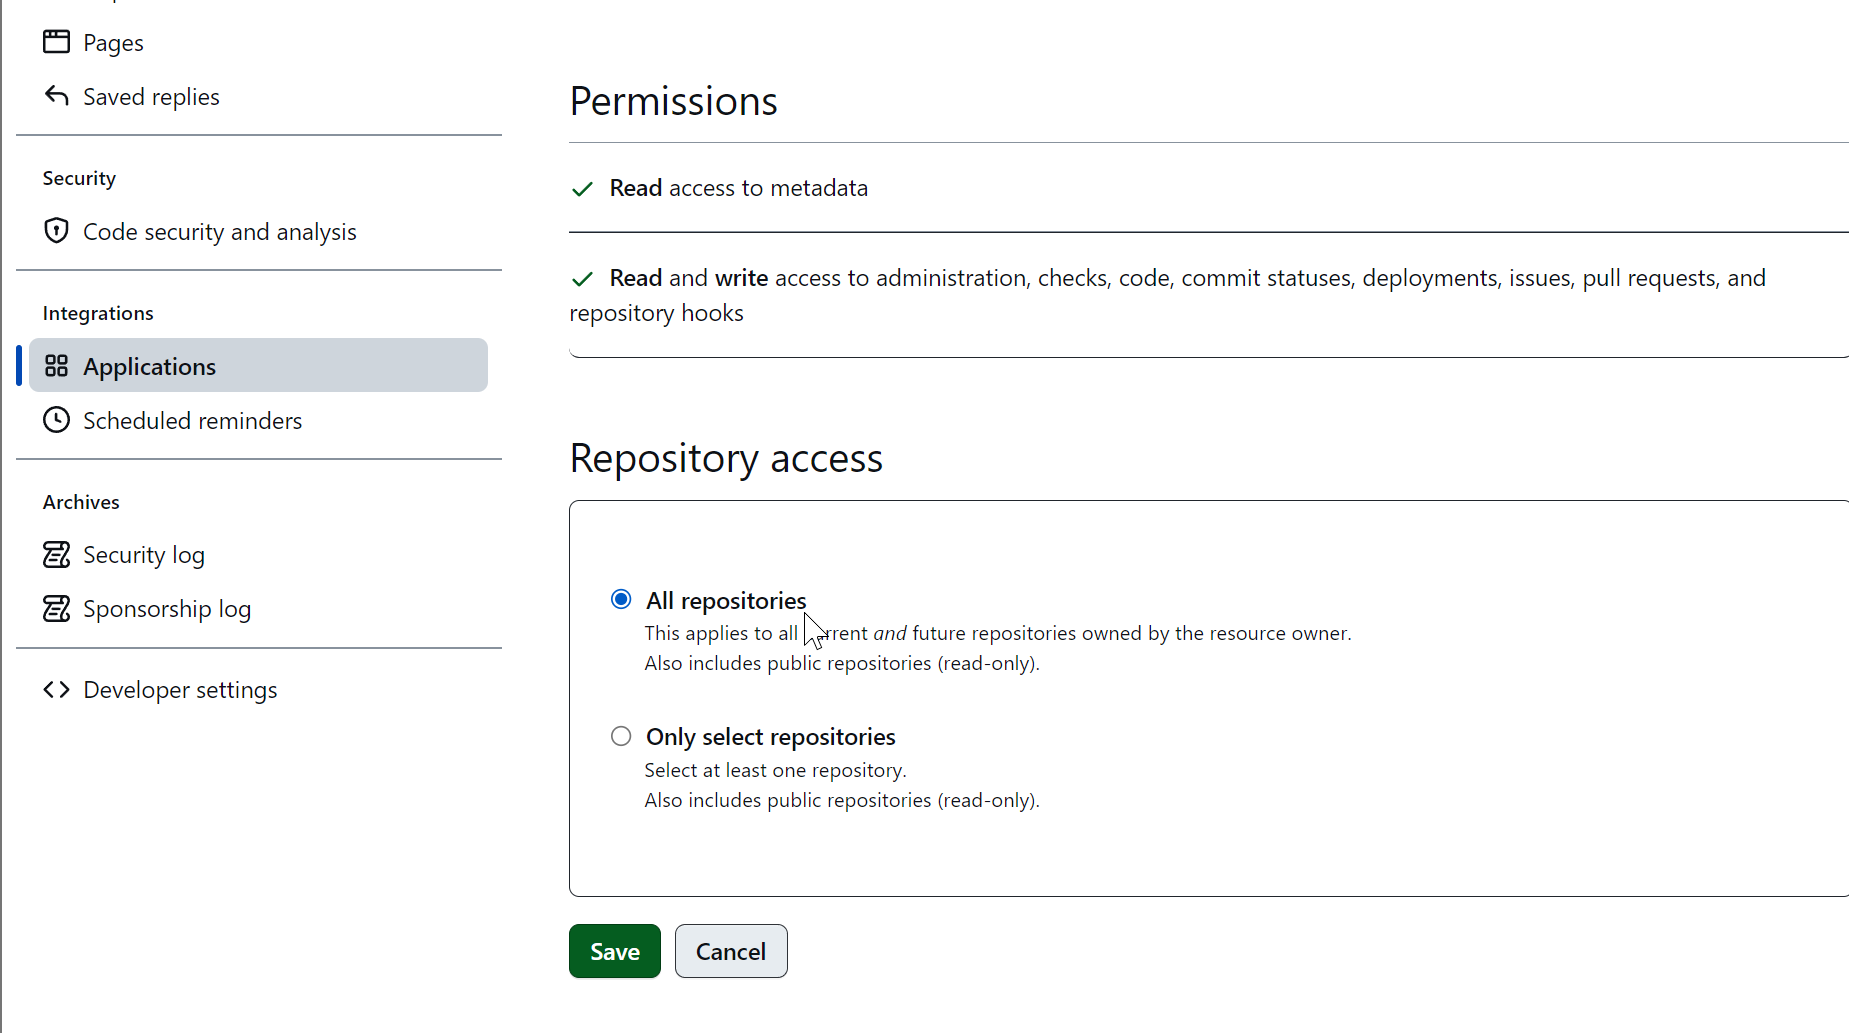 Pages
Saved replies
Security
Code security and analysis
Integrations
Applications
Scheduled reminders
Archives
Security log
Sponsorship log
Developer settings
Permissions
Read access to metadata
Read and write access to administration, checks, code, commit statuses, deployments, issues, pull requests, and
repository hooks
Repository access
All repositories
This applies to all current and future repositories owned by the resource owner.
Also includes public repositories (read-only).
Only select repositories
Select at least one repository.
Also includes public repositories (read-only).
Save
Cancel